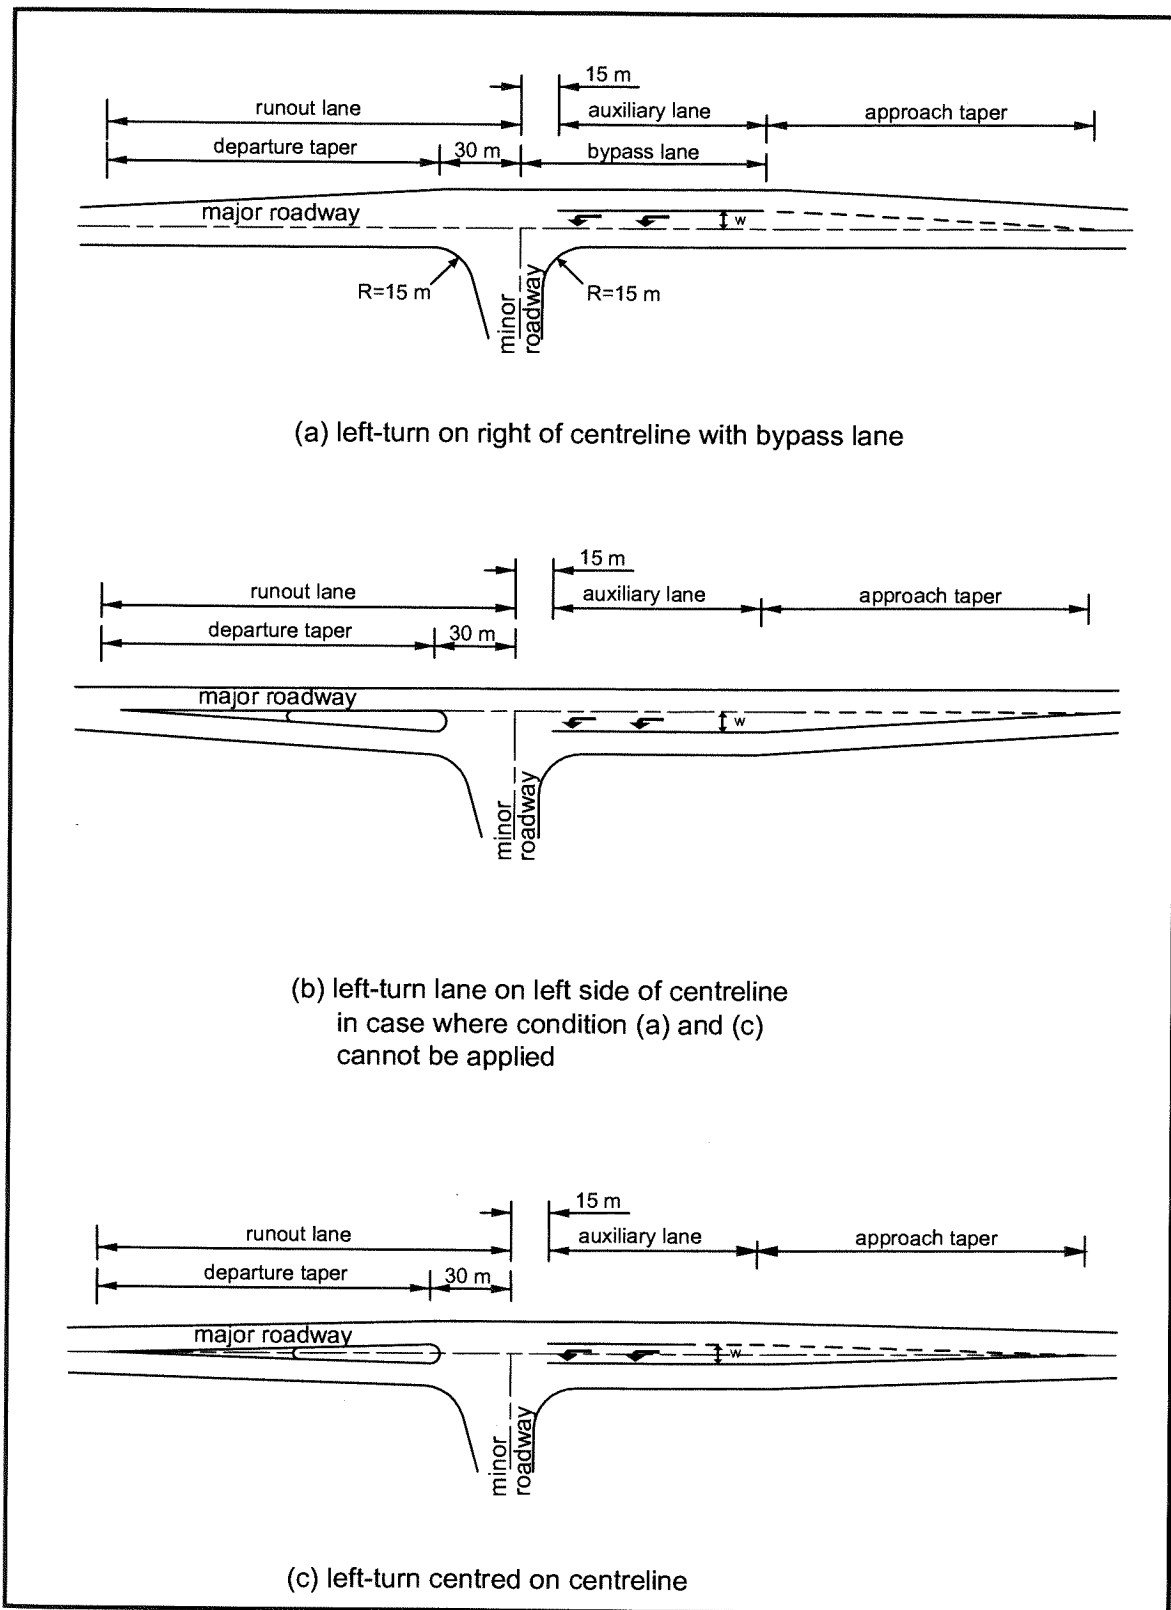 15 m
runout lane
auxiliary lane
approach taper
departure taper
30 m
bypass lane
major roadway
w
R=15 m
R=15 m
minor
roadway
(a) left-turn on right of centreline with bypass lane
15 m
runout lane
auxiliary lane
approach taper
departure taper
30 m
major roadway
w
minor
roadway
(b) left-turn lane on left side of centreline
in case where condition (a) and (c)
cannot be applied
15 m
runout lane
auxiliary lane
approach taper
departure taper
30 m
major roadway
w
minor
roadway
(c) left-turn centred on centreline